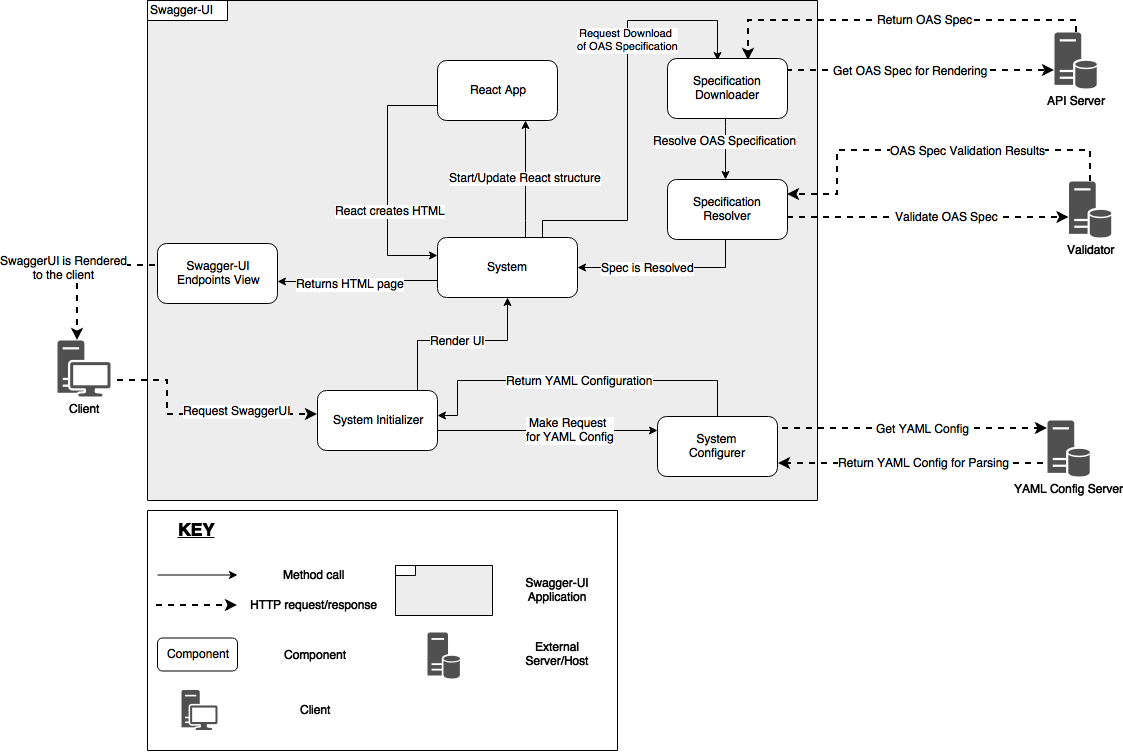 Swagger-UI
Request Download
of OAS Specification
Return OAS Spec
React App
Specification
Downloader
Get OAS Spec for Rendering
API Server
Resolve OAS Specification
OAS Spec Validation Results
Start/Update React structure
React creates HTML
Specification
Resolver
Validate OAS Spec
Validator
SwaggerUI is Rendered
to the client
Swagger-UI
Endpoints View
System
Spec is Resolved
Returns HTML page
Render UI
Client
Return YAML Configuration
Request SwaggerUI
System Initializer
Make Request
for YAML Config
System
Configurer
Get YAML Config
Return YAML Config for Parsing
YAML Config Server
KEY
Method call
HTTP request/response
Swagger-UI
Application
Component
Component
External
Server/Host
Client